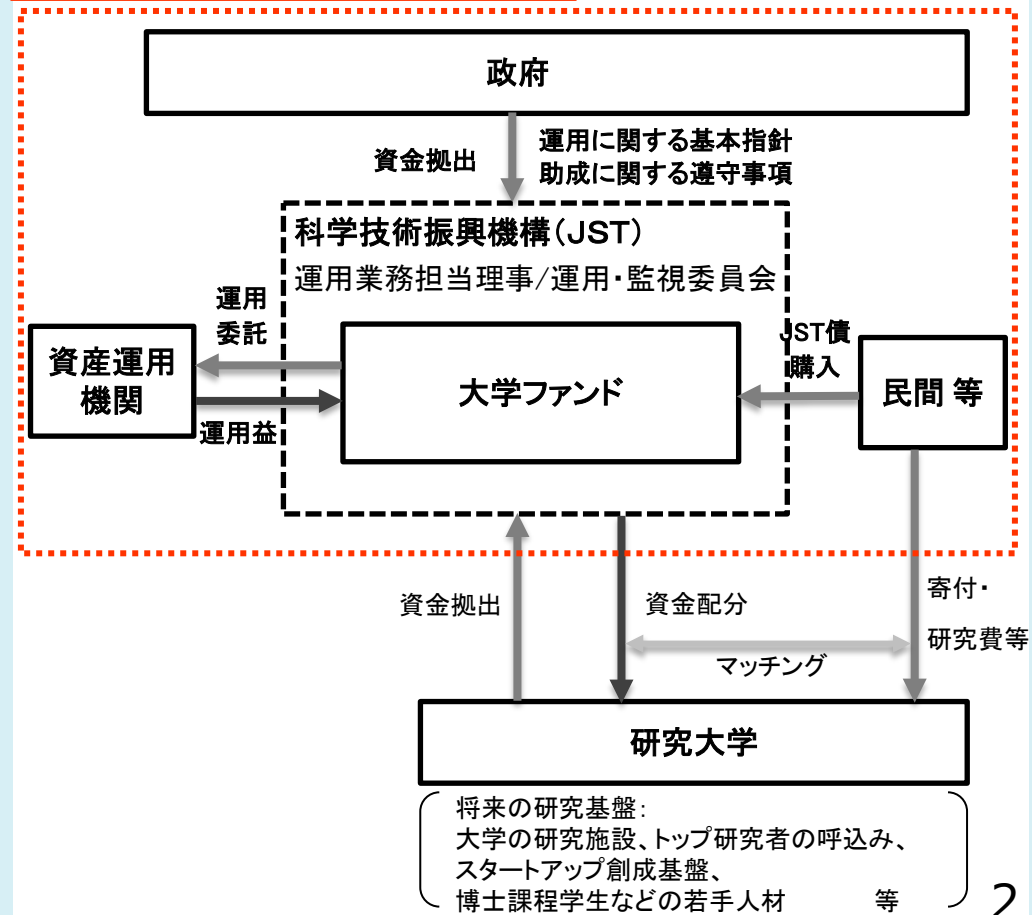 政府
資金拠出
運用に関する基本指針
助成に関する遵守事項
科学技術振興機構(JST)
運用業務担当理事/運用・監視委員会
運用
委託
資産運用
機関
運用益
大学ファンド
JST債
購入
民間 等
資金拠出
資金配分
寄付・
研究費等
マッチング
研究大学
将来の研究基盤:
大学の研究施設、トップ研究者の呼込み、
スタートアップ創成基盤、
博士課程学生などの若手人材 等
2